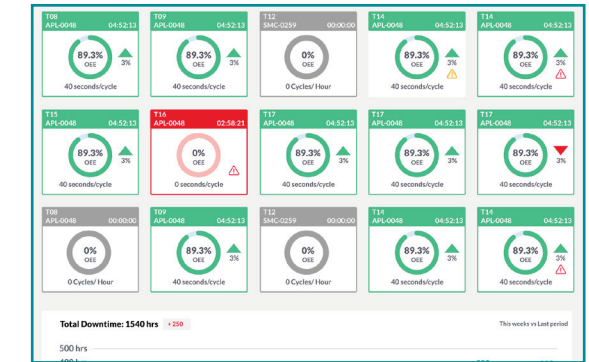 T08 T09 T12 T14 T14
APL-0048 04:52:13 APL-0048 04:52:13 SMC-0259 00:00:00 APL-0048 04:52:13 APL-0048 04:52:13
89.3% 89.3% 0% 89.3% 89.3%
OEE 3% OEE 3% OEE OEE 3% OEE 3%
40 seconds/cycle 40 seconds/cycle 0 Cycles/ Hour 40 seconds/cycle 40 seconds/cycle
T15 T16 T17 T17 T17
APL-0048 04:52:13 APL-0048 02:58:21 APL-0048 04:52:13 APL-0048 04:52:13 APL-0048 04:52:13
89.3% 0% 89.3% 89.3% 89.3%
OEE 3% OEE OEE 3% OEE 3% OEE 3%
40 seconds/cycle 0 seconds/cycle 40 seconds/cycle 40 seconds/cycle 40 seconds/cycle
T08 T09 T12 T14 T14
APL-0048 00:00:00 APL-0048 04:52:13 SMC-0259 00:00:00 APL-0048 04:52:13 APL-0048 04:52:13
0% 89.3% 0% 89.3% 89.3%
OEE OEE 3% OEE OEE 3% OEE 3%
0 Cycles/ Hour 40 seconds/cycle 0 Cycles/ Hour 40 seconds/cycle 40 seconds/cycle
Total Downtime: 1540 hrs +250 This weeks vs Last period
500 hrs